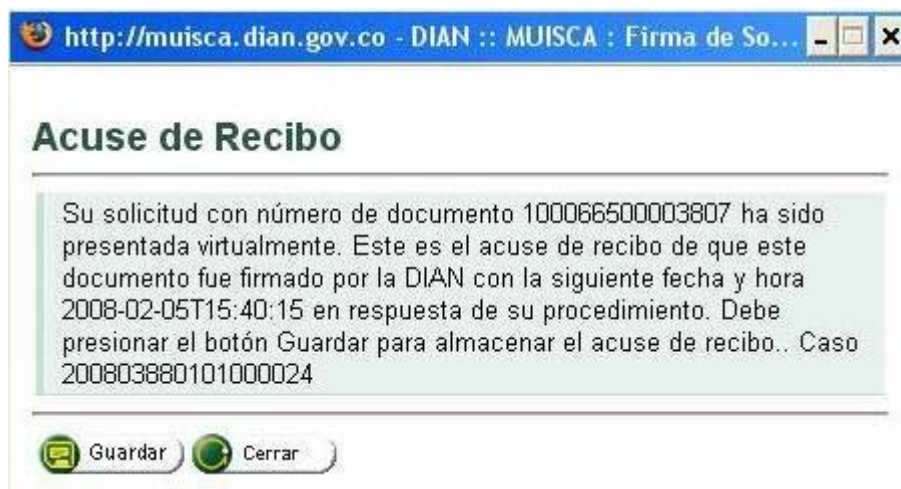 http://muisca.dian.gov.co - DIAN :: MUISCA : Firma de So...
Acuse de Recibo
Su solicitud con número de documento 100066500003807 ha sido
presentada virtualmente. Este es el acuse de recibo de que este
documento fue firmado por la DIAN con la siguiente fecha y hora
2008-02-05T15:40:15 en respuesta de su procedimiento. Debe
presionar el botón Guardar para almacenar el acuse de recibo.. Caso
200803880101000024
Guardar Cerrar